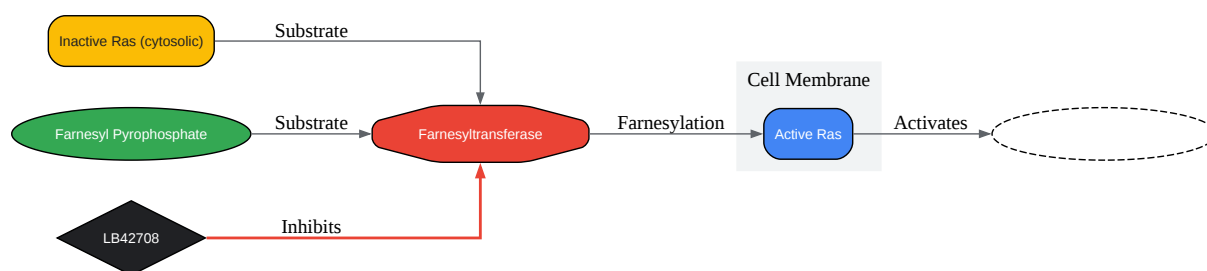 Inactive Ras (cytosolic)
Substrate
Farnesyl Pyrophosphate
Substrate
Farnesyltransferase
Farnesylation
Cell Membrane
Active Ras
Activates
LB42708
Inhibits